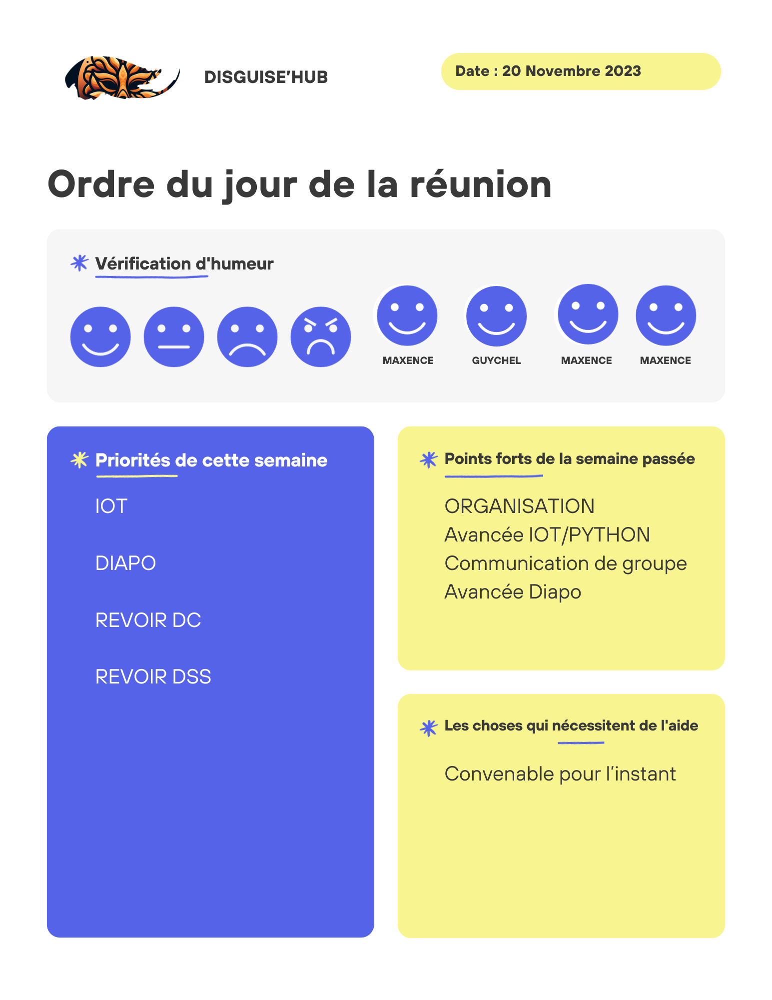 DISGUISE’HUB
Date : 20 Novembre 2023
Ordre du jour de la réunion
Vérification d'humeur
MAXENCE
GUYCHEL
MAXENCE
MAXENCE
Priorités de cette semaine
IOT
DIAPO
REVOIR DC
REVOIR DSS
Points forts de la semaine passée
ORGANISATION
Avancée IOT/PYTHON
Communication de groupe
Avancée Diapo
Les choses qui nécessitent de l'aide
Convenable pour l’instant